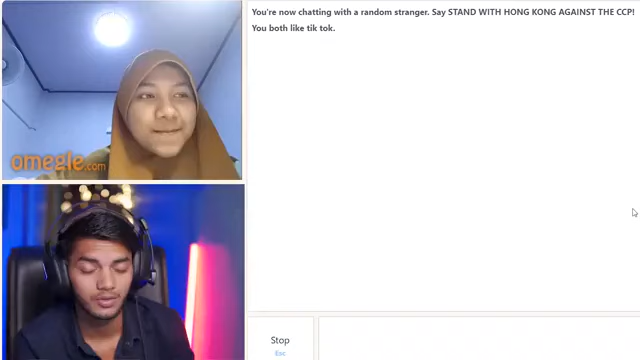 You're now chatting with a random stranger. Say STAND WITH HONG KONG AGAINST THE CCP!
You both like tik tok.
omegle.com
Stop
Esc